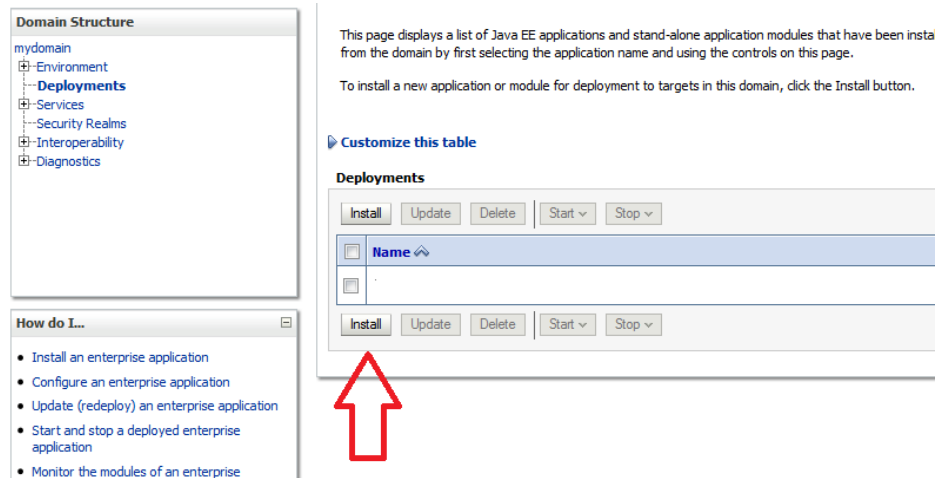 Domain Structure
mydomain
Environment
Deployments
Services
Security Realms
Interoperability
Diagnostics
How do I...
Install an enterprise application
Configure an enterprise application
Update (redeploy) an enterprise application
Start and stop a deployed enterprise
application
Monitor the modules of an enterprise
This page displays a list of Java EE applications and stand-alone application modules that have been instal
from the domain by first selecting the application name and using the controls on this page.
To install a new application or module for deployment to targets in this domain, click the Install button.
Customize this table
Deployments
Install Update Delete Start Stop
Name
Install Update Delete Start Stop